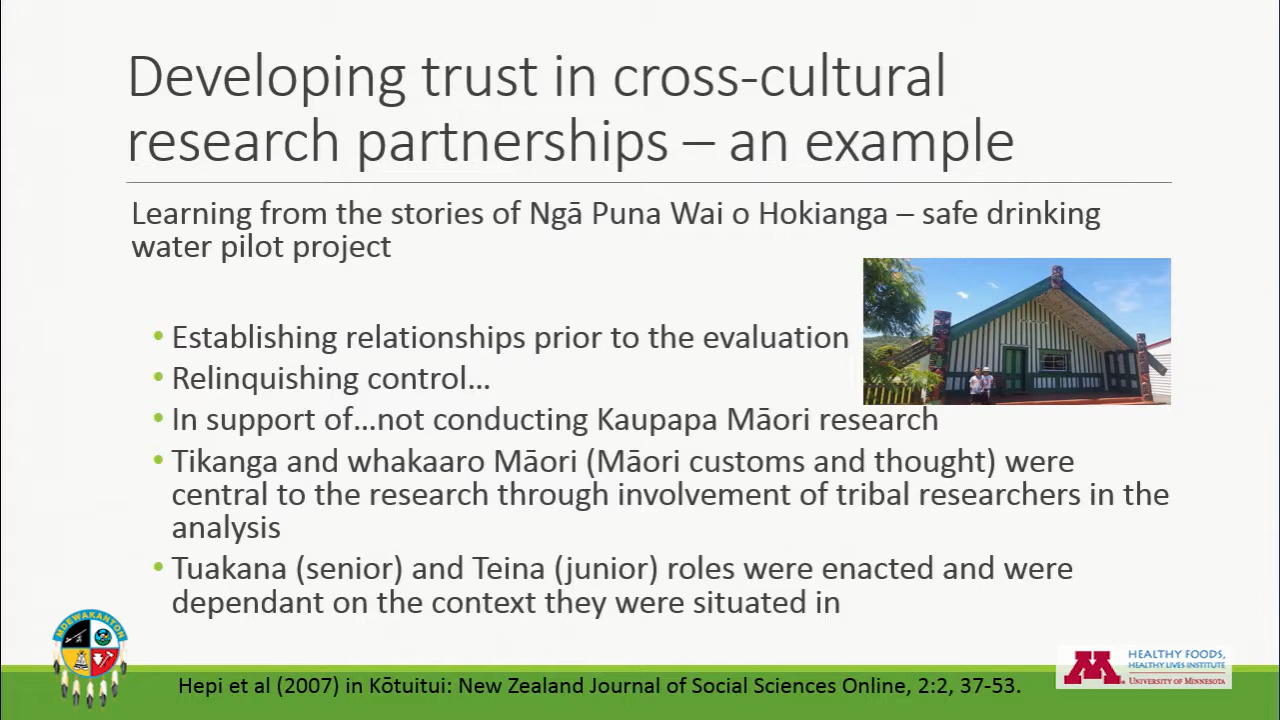 Developing trust in cross-cultural
research partnerships – an example
Learning from the stories of Ngā Puna Wai o Hokianga – safe drinking
water pilot project
• Establishing relationships prior to the evaluation
• Relinquishing control…
• In support of…not conducting Kaupapa Māori research
• Tikanga and whakaaro Māori (Māori customs and thought) were
central to the research through involvement of tribal researchers in the
analysis
• Tuakana (senior) and Teina (junior) roles were enacted and were
dependant on the context they were situated in
MDEWAKANTON
Hepi et al (2007) in Kōtuitui: New Zealand Journal of Social Sciences Online, 2:2, 37-53.
M
HEALTHY FOODS,
HEALTHY LIVES INSTITUTE
UNIVERSITY OF MINNESOTA